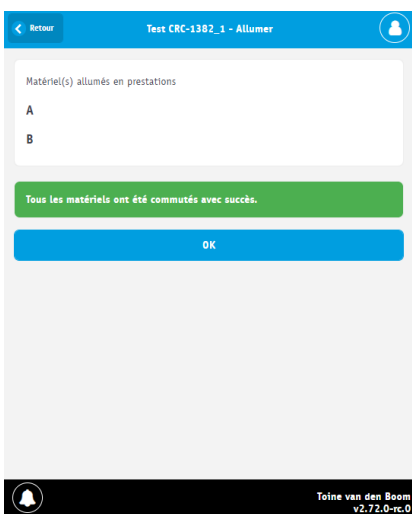 Retour
Test CRC-1382_1 - Allumer
Matériel(s) allumés en prestations
A
B
Tous les matériels ont été commutés avec succès.
OK
Toine van den Boom
v2.72.0-rc.0